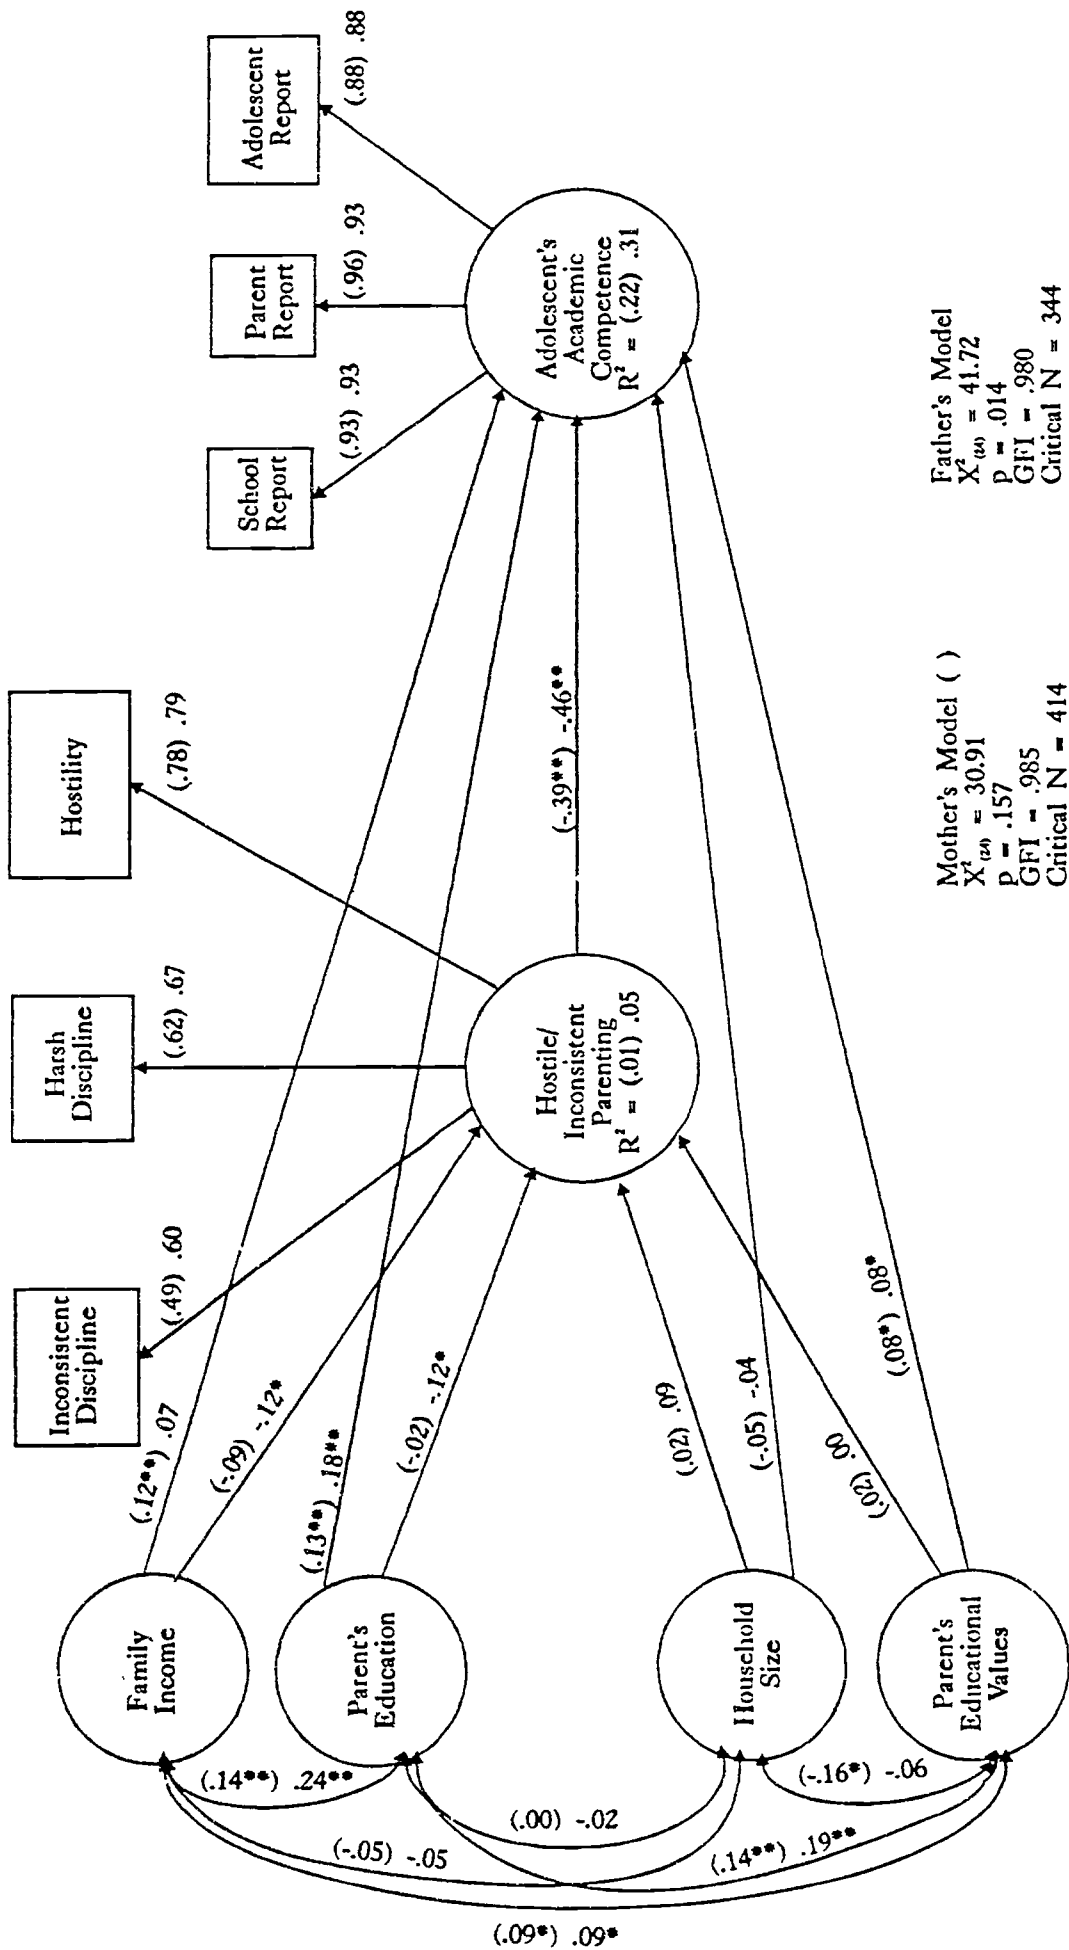 Inconsistent
Discipline
(.49) .60
Harsh
Discipline
(.62) .67
Hostility
(.78) .79
School
Report
(.93) .93
Parent
Report
(.96) .93
Adolescent
Report
(.88) .88
Family
Income
(.12**) .07
(-.09) -.12*
Parent's
Education
(.13**) .18**
(-.02) -.12*
Household
Size
(.02) .09
(-.05) -.04
Parent's
Educational
Values
(.02) .00
(.08*) .08*
(.14**) .24**
(-.05) -.05
(.00) -.02
(.14**) .19**
(-.16*) -.06
(.09*) .09*
Hostile/
Inconsistent
Parenting
R² = (.01) .05
(-.39**) -.46**
Adolescent's
Academic
Competence
R² = (.22) .31
Mother's Model ( )
X²(24) = 30.91
P = .157
GFI = .985
Critical N = 414
Father's Model
X²(24) = 41.72
P = .014
GFI = .980
Critical N = 344